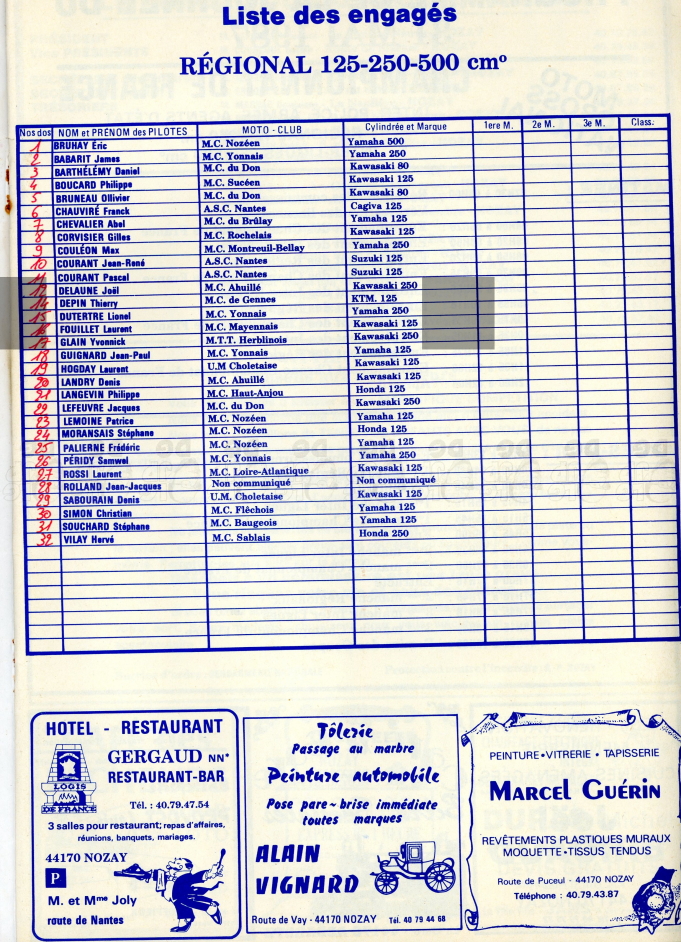 Liste des engagés
RÉGIONAL 125-250-500 cmº
Nos dos NOM et PRÉNOM des PILOTES MOTO - CLUB Cylindrée et Marque 1ere M. 2e M. 3e M. Class.
1 BRUHAY Eric M.C. Nozéen Yamaha 500
2 BABARIT James M.C. Yonnais Yamaha 250
3 BARTHÉLÉMY Daniel M.C. du Don Kawasaki 80
4 BOUCARD Philippe M.C. Sucéen Kawasaki 125
5 BRUNEAU Ollivier M.C. du Don Kawasaki 80
6 CHAUVIRÉ Franck A.S.C. Nantes Cagiva 125
7 CHEVALIER Abel M.C. du Brûlay Yamaha 125
8 CORVISIER Gilles M.C. Rochelais Kawasaki 125
9 COULÉON Max M.C. Montreuil-Bellay Yamaha 250
10 COURANT Jean-René A.S.C. Nantes Suzuki 125
11 COURANT Pascal A.S.C. Nantes Suzuki 125
DELAUNE Joël M.C. Ahuillé Kawasaki 250
14 DEPIN Thierry M.C. de Gennes KTM. 125
15 DUTERTRE Lionel M.C. Yonnais Yamaha 250
16 FOUILLET Laurent M.C. Mayennais Kawasaki 125
17 GLAIN Yvonnick M.T.T. Herblinois Kawasaki 250
18 GUIGNARD Jean-Paul M.C. Yonnais Yamaha 125
19 HOGDAY Laurent U.M Choletaise Kawasaki 125
20 LANDRY Denis M.C. Ahuillé Kawasaki 125
21 LANGEVIN Philippe M.C. Haut-Anjou Honda 125
22 LEFEUVRE Jacques M.C. du Don Kawasaki 250
23 LEMOINE Patrice M.C. Nozéen Yamaha 125
24 MORANSAIS Stéphane M.C. Nozéen Honda 125
25 PALIERNE Frédéric M.C. Nozéen Yamaha 125
26 PÉRIDY Samwel M.C. Yonnais Yamaha 250
27 ROSSI Laurent M.C. Loire-Atlantique Kawasaki 125
28 ROLLAND Jean-Jacques Non communiqué Non communiqué
29 SABOURAIN Denis U.M. Choletaise Kawasaki 125
30 SIMON Christian M.C. Flêchois Yamaha 125
31 SOUCHARD Stéphane M.C. Baugeois Yamaha 125
32 VILAY Hervé M.C. Sablais Honda 250
HOTEL - RESTAURANT
GERGAUD NN*
RESTAURANT-BAR
LOGIS
DE FRANCE
Tél. : 40.79.47.54
3 salles pour restaurant; repas d'affaires,
réunions, banquets, mariages.
44170 NOZAY
P
M. et Mme Joly
route de Nantes
Tôlerie
Passage au marbre
Peinture automobile
Pose pare-brise immédiate
toutes marques
ALAIN
VIGNARD
Route de Vay - 44170 NOZAY Tél. 40 79 44 68
PEINTURE•VITRERIE • TAPISSERIE
MARCEL GUÉRIN
REVÊTEMENTS PLASTIQUES MURAUX
MOQUETTE•TISSUS TENDUS
Route de Puceul - 44170 NOZAY
Téléphone : 40.79.43.87